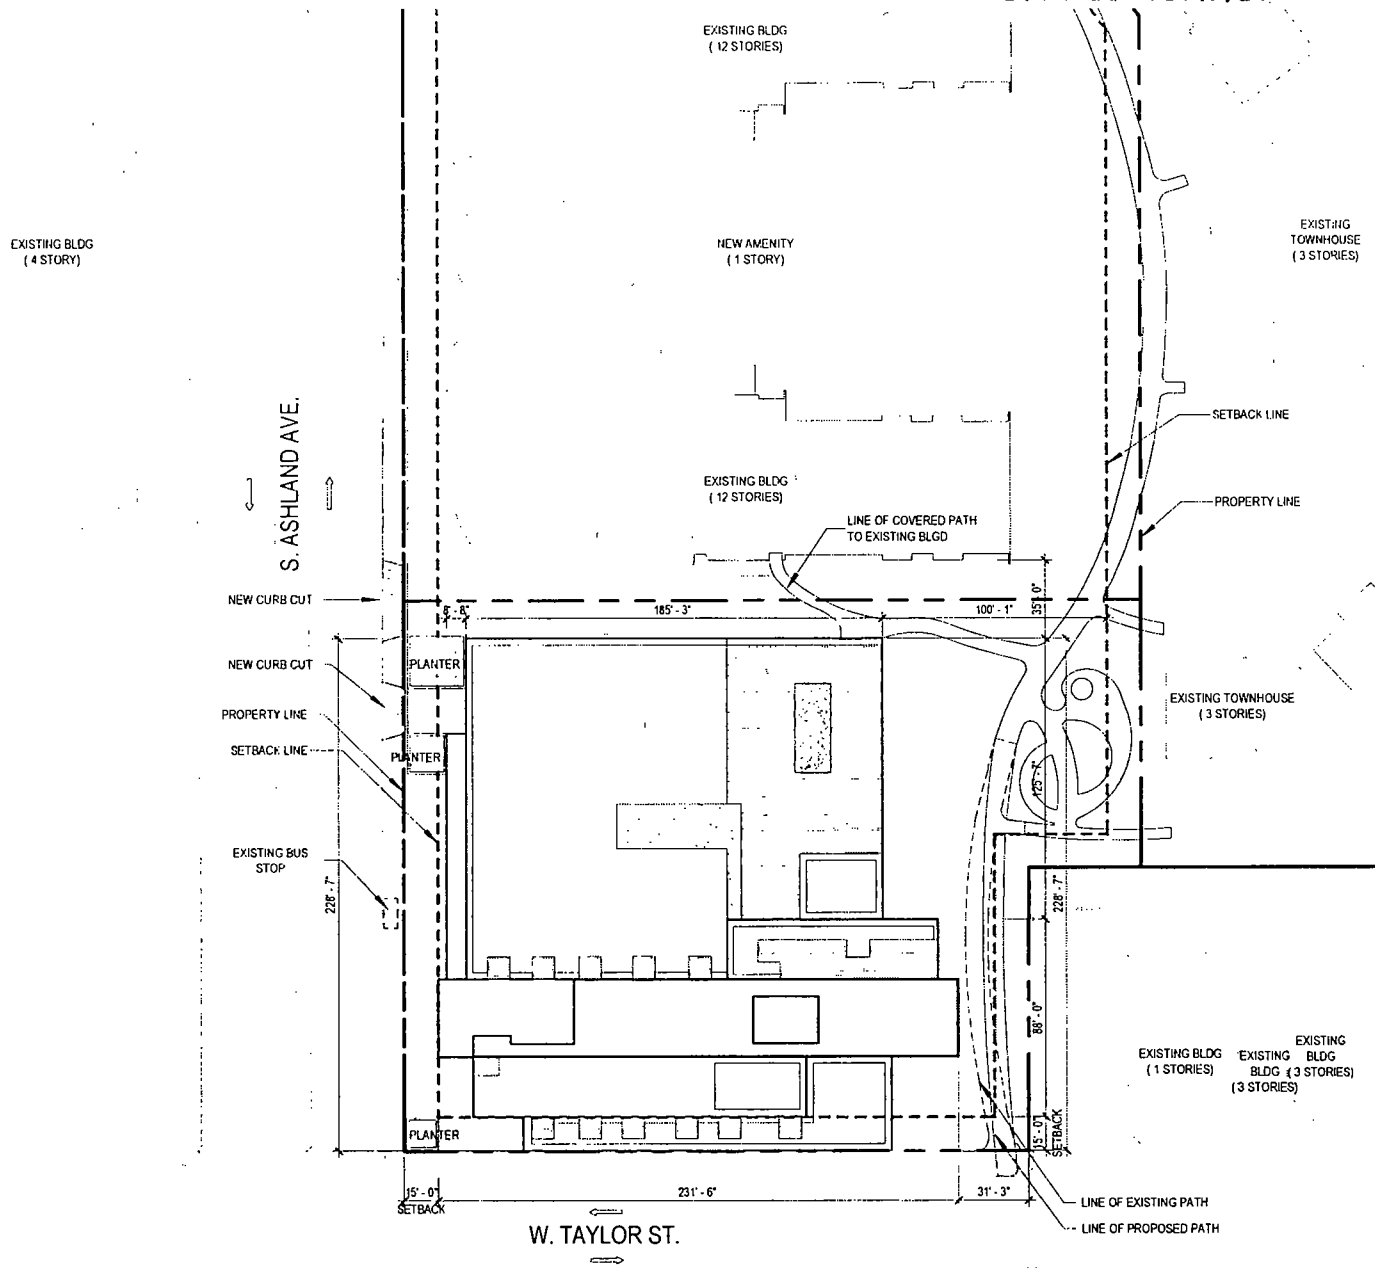 EXISTING BLDG
( 12 STORIES)
EXISTING BLDG
( 4 STORY)
NEW AMENITY
( 1 STORY)
EXISTING
TOWNHOUSE
( 3 STORIES)
S. ASHLAND AVE.
SETBACK LINE
EXISTING BLDG
( 12 STORIES)
PROPERTY LINE
LINE OF COVERED PATH
TO EXISTING BLGD
NEW CURB CUT
8' - 8"
185' - 3"
100' - 1"
35' - 0"
NEW CURB CUT
PLANTER
PROPERTY LINE
EXISTING TOWNHOUSE
( 3 STORIES)
SETBACK LINE
PLANTER
125' - 7"
EXISTING BUS
STOP
228' - 7"
228' - 7"
88' - 0"
EXISTING BLDG
( 1 STORIES)
EXISTING
BLDG
( 3 STORIES)
EXISTING
BLDG
( 3 STORIES)
PLANTER
15' - 0"
SETBACK
15' - 0"
SETBACK
231' - 6"
31' - 3"
LINE OF EXISTING PATH
LINE OF PROPOSED PATH
W. TAYLOR ST.